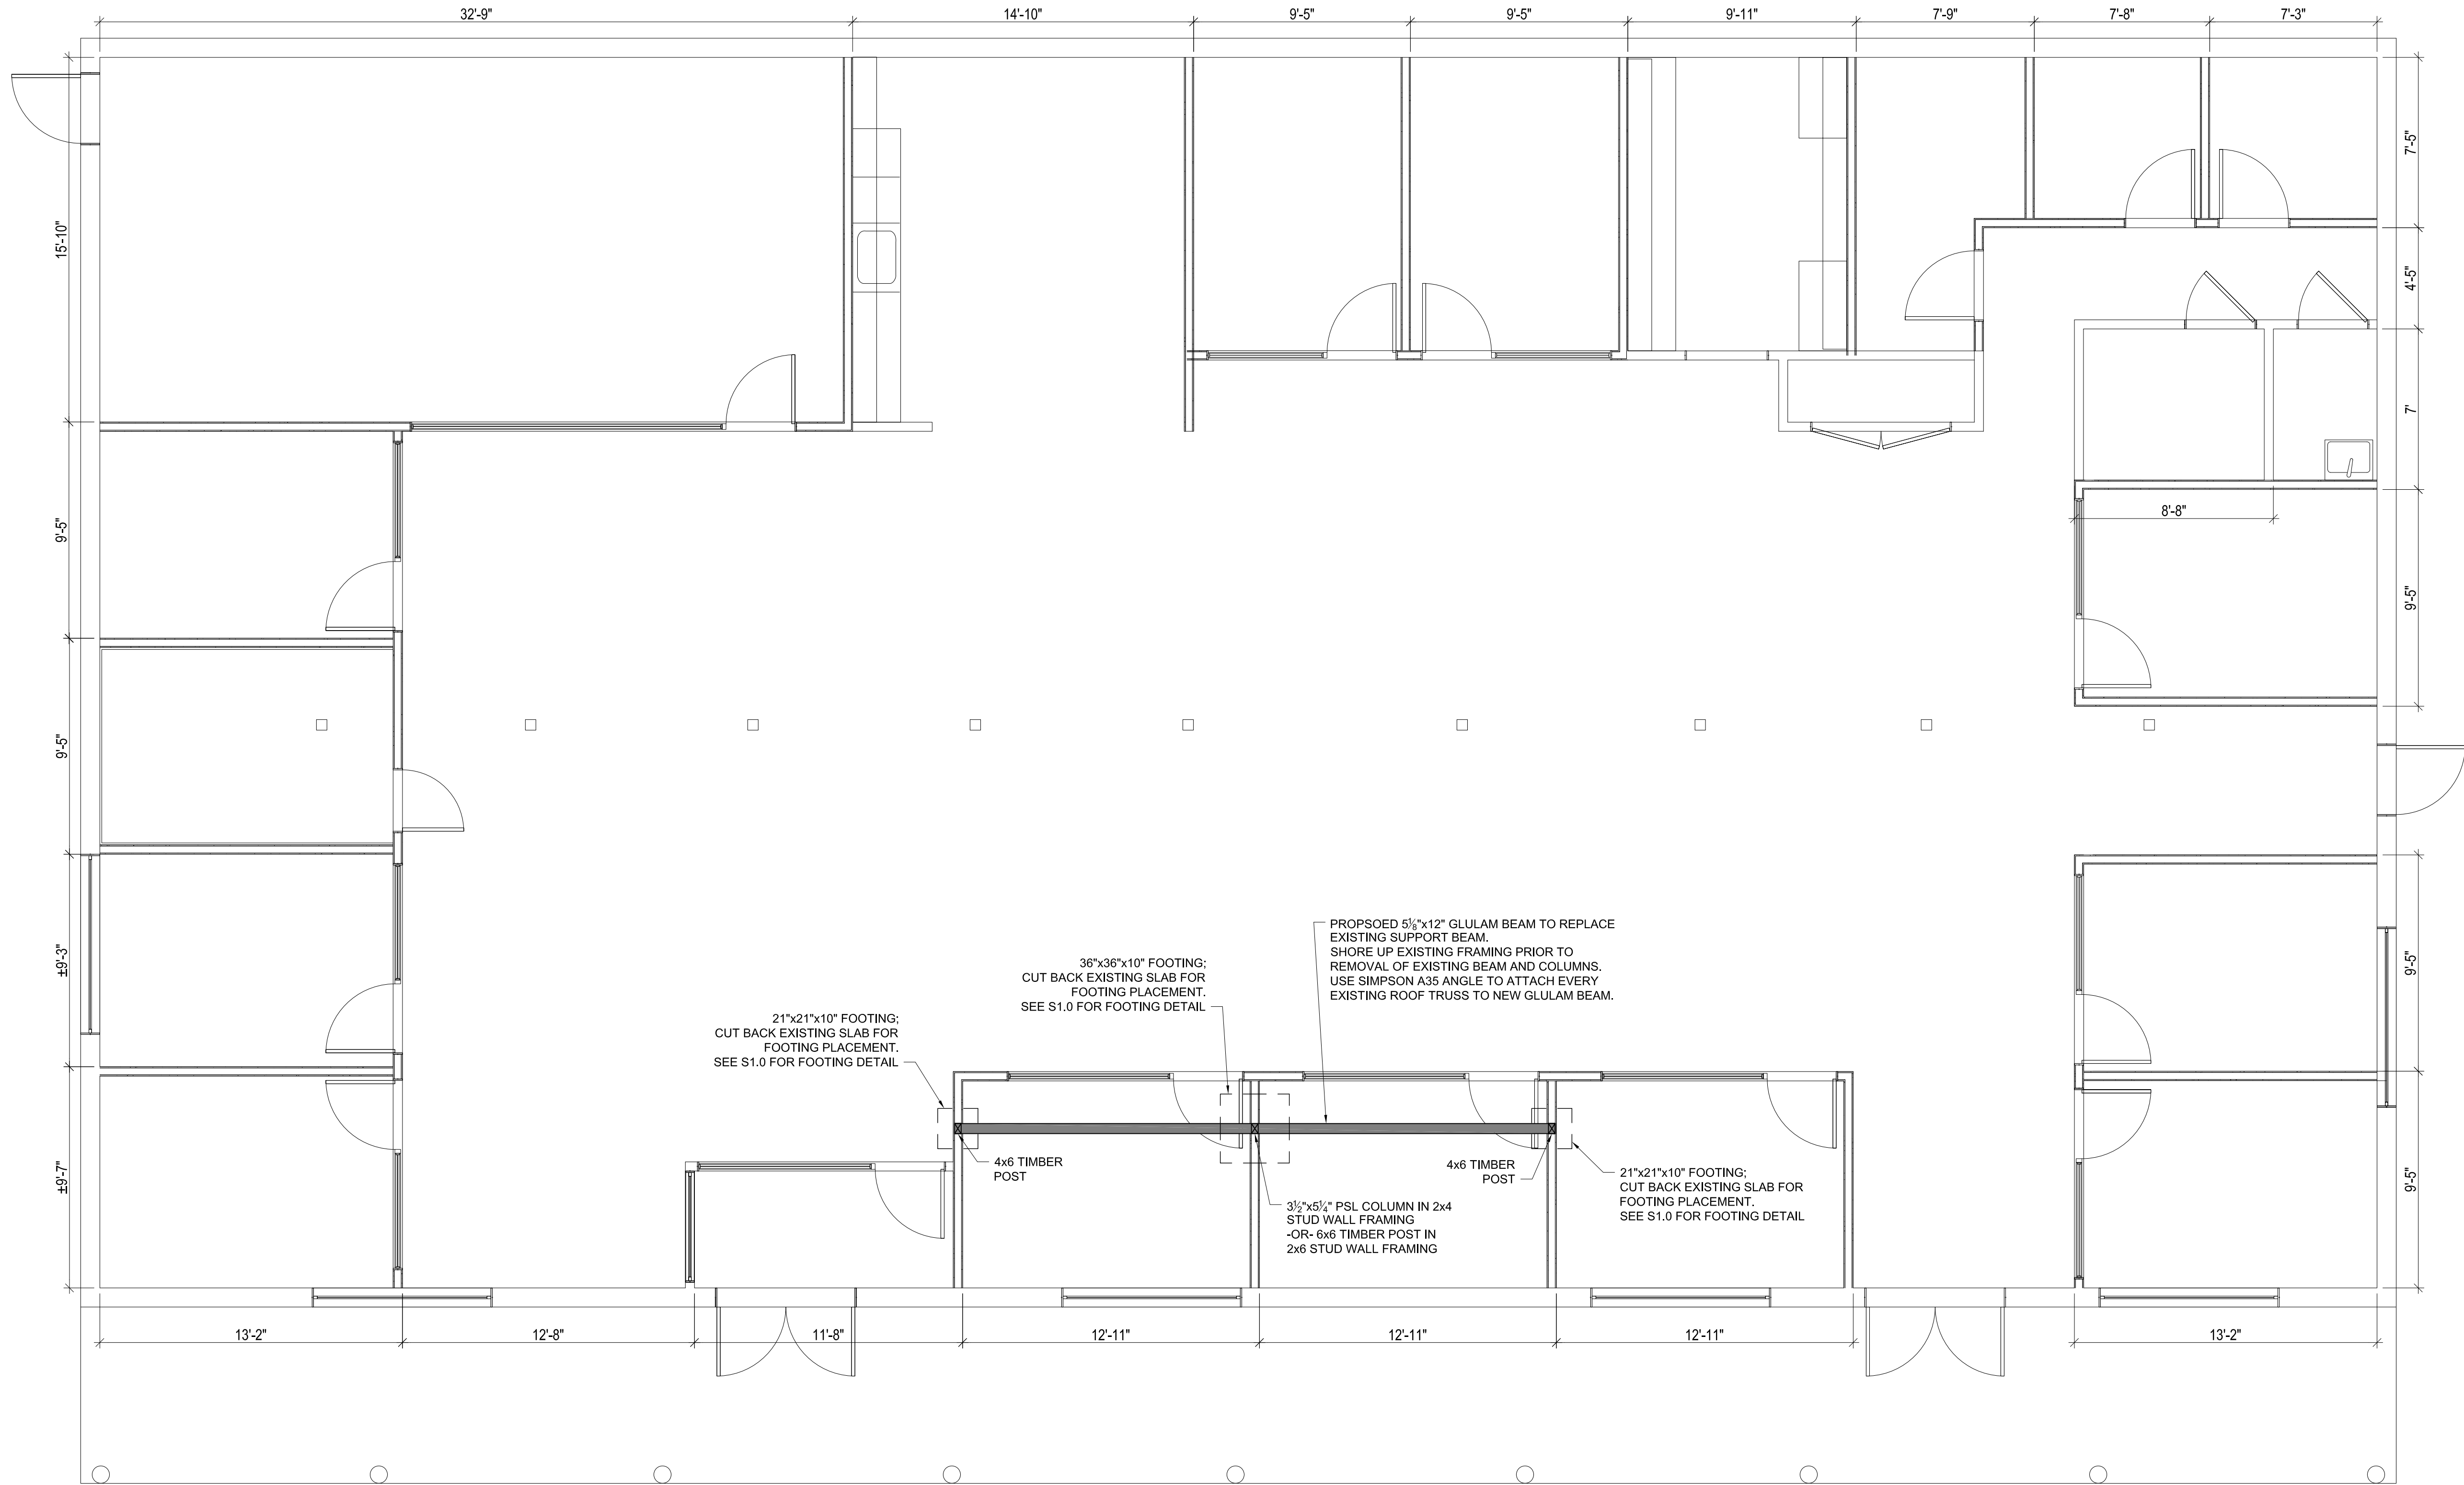 32'-9"
14'-10"
9'-5"
9'-5"
9'-11"
7'-9"
7'-8"
7'-3"
7'-5"
15'-10"
4'-5"
7'
8'-8"
9'-5"
9'-5"
9'-5"
PROPSOED 5⅛"x12" GLULAM BEAM TO REPLACE
EXISTING SUPPORT BEAM.
SHORE UP EXISTING FRAMING PRIOR TO
REMOVAL OF EXISTING BEAM AND COLUMNS.
USE SIMPSON A35 ANGLE TO ATTACH EVERY
EXISTING ROOF TRUSS TO NEW GLULAM BEAM.
36"x36"x10" FOOTING;
CUT BACK EXISTING SLAB FOR
FOOTING PLACEMENT.
SEE S1.0 FOR FOOTING DETAIL
±9'-3"
9'-5"
21"x21"x10" FOOTING;
CUT BACK EXISTING SLAB FOR
FOOTING PLACEMENT.
SEE S1.0 FOR FOOTING DETAIL
4x6 TIMBER
POST
4x6 TIMBER
POST
21"x21"x10" FOOTING;
CUT BACK EXISTING SLAB FOR
FOOTING PLACEMENT.
SEE S1.0 FOR FOOTING DETAIL
±9'-7"
9'-5"
3½"x5¼" PSL COLUMN IN 2x4
STUD WALL FRAMING
-OR- 6x6 TIMBER POST IN
2x6 STUD WALL FRAMING
13'-2"
12'-8"
11'-8"
12'-11"
12'-11"
12'-11"
13'-2"